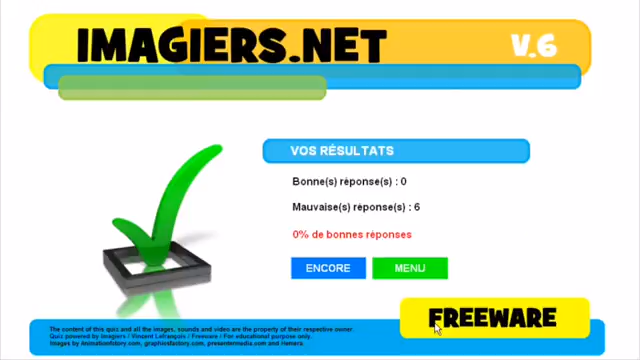 IMAGIERS.NET
V.6
VOS RÉSULTATS
Bonne(s) réponse(s) : 0
Mauvaise(s) réponse(s) : 6
0% de bonnes réponses
ENCORE
MENU
FREEWARE
The content of this quiz and all the images, sounds and video are the property of their respective owner.
Quiz powered by Imagiers / Vincent Lefrançois / Freeware / For educational purpose only.
Images by Animationfactory.com, graphicsfactory.com, presentermedia.com and Hemera.